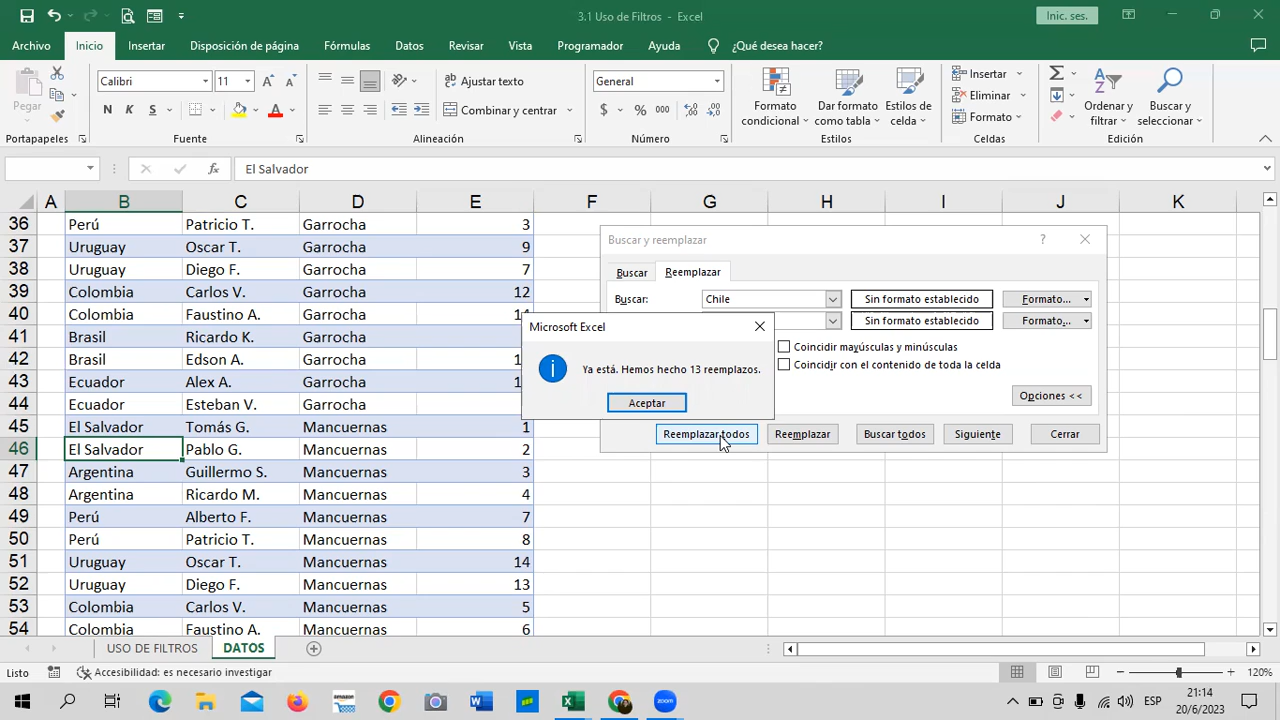 3.1 Uso de Filtros - Excel
Inic. ses.
Archivo Inicio Insertar Disposición de página Fórmulas Datos Revisar Vista Programador Ayuda ¿Qué desea hacer?
Pegar
Calibri 11
N K S
Ajustar texto
Combinar y centrar
General
$ % 000
Formato condicional
Dar formato como tabla
Estilos de celda
Insertar
Eliminar
Formato
Ordenar y filtrar
Buscar y seleccionar
Portapapeles Fuente Alineación Número Estilos Celdas Edición
fx El Salvador
A B C D E F G H I J K
36 Perú Patricio T. Garrocha 3
37 Uruguay Oscar T. Garrocha 9
38 Uruguay Diego F. Garrocha 7
39 Colombia Carlos V. Garrocha 12
40 Colombia Faustino A. Garrocha
41 Brasil Ricardo K. Garrocha
42 Brasil Edson A. Garrocha
43 Ecuador Alex A. Garrocha
44 Ecuador Esteban V. Garrocha
45 El Salvador Tomás G. Mancuernas 1
46 El Salvador Pablo G. Mancuernas 2
47 Argentina Guillermo S. Mancuernas 3
48 Argentina Ricardo M. Mancuernas 4
49 Perú Alberto F. Mancuernas 7
50 Perú Patricio T. Mancuernas 8
51 Uruguay Oscar T. Mancuernas 14
52 Uruguay Diego F. Mancuernas 13
53 Colombia Carlos V. Mancuernas 5
54 Colombia Faustino A. Mancuernas 6
Buscar y reemplazar ?
Buscar Reemplazar
Buscar: Chile Sin formato establecido Formato...
Sin formato establecido Formato...
Coincidir mayúsculas y minúsculas
Coincidir con el contenido de toda la celda
Opciones <<
Reemplazar todos Reemplazar Buscar todos Siguiente Cerrar
Microsoft Excel
Ya está. Hemos hecho 13 reemplazos.
Aceptar
USO DE FILTROS DATOS
Listo Accesibilidad: es necesario investigar 120%
amazon
zoom
ESP
21:14
20/6/2023